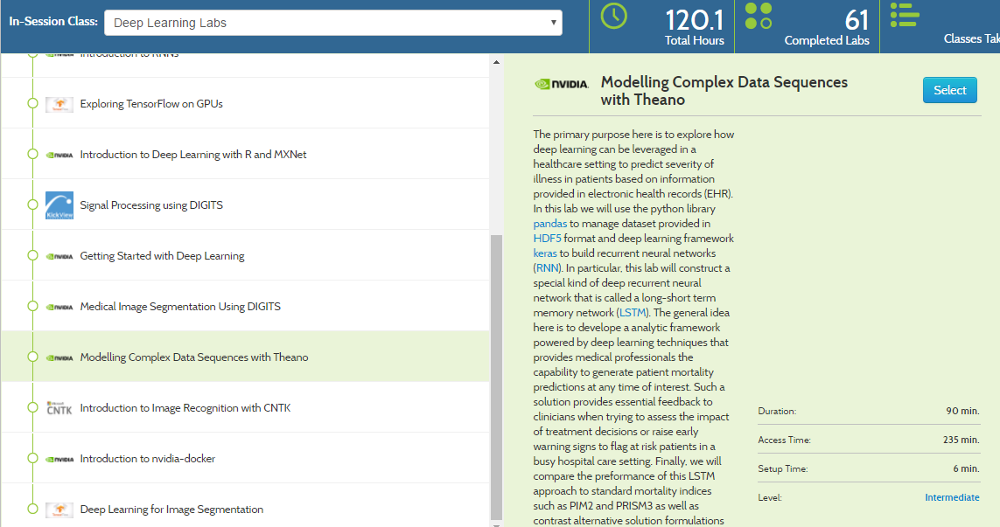 In-Session Class:
Deep Learning Labs
120.1
Total Hours
61
Completed Labs
Classes Tak
Introduction to RNNs
Exploring TensorFlow on GPUs
NVIDIA
Introduction to Deep Learning with R and MXNet
KickView
Signal Processing using DIGITS
NVIDIA
Getting Started with Deep Learning
NVIDIA
Medical Image Segmentation Using DIGITS
NVIDIA
Modelling Complex Data Sequences with Theano
CNTK
Introduction to Image Recognition with CNTK
NVIDIA
Introduction to nvidia-docker
Deep Learning for Image Segmentation
NVIDIA.
Modelling Complex Data Sequences
with Theano
Select
The primary purpose here is to explore how
deep learning can be leveraged in a
healthcare setting to predict severity of
illness in patients based on information
provided in electronic health records (EHR).
In this lab we will use the python library
pandas to manage dataset provided in
HDF5 format and deep learning framework
keras to build recurrent neural networks
(RNN). In particular, this lab will construct a
special kind of deep recurrent neural
network that is called a long-short term
memory network (LSTM). The general idea
here is to develope a analytic framework
powered by deep learning techniques that
provides medical professionals the
capability to generate patient mortality
predictions at any time of interest. Such a
solution provides essential feedback to
clinicians when trying to assess the impact
of treatment decisions or raise early
warning signs to flag at risk patients in a
busy hospital care setting. Finally, we will
compare the preformance of this LSTM
approach to standard mortality indices
such as PIM2 and PRISM3 as well as
contrast alternative solution formulations
Duration: 90 min.
Access Time: 235 min.
Setup Time: 6 min.
Level: Intermediate